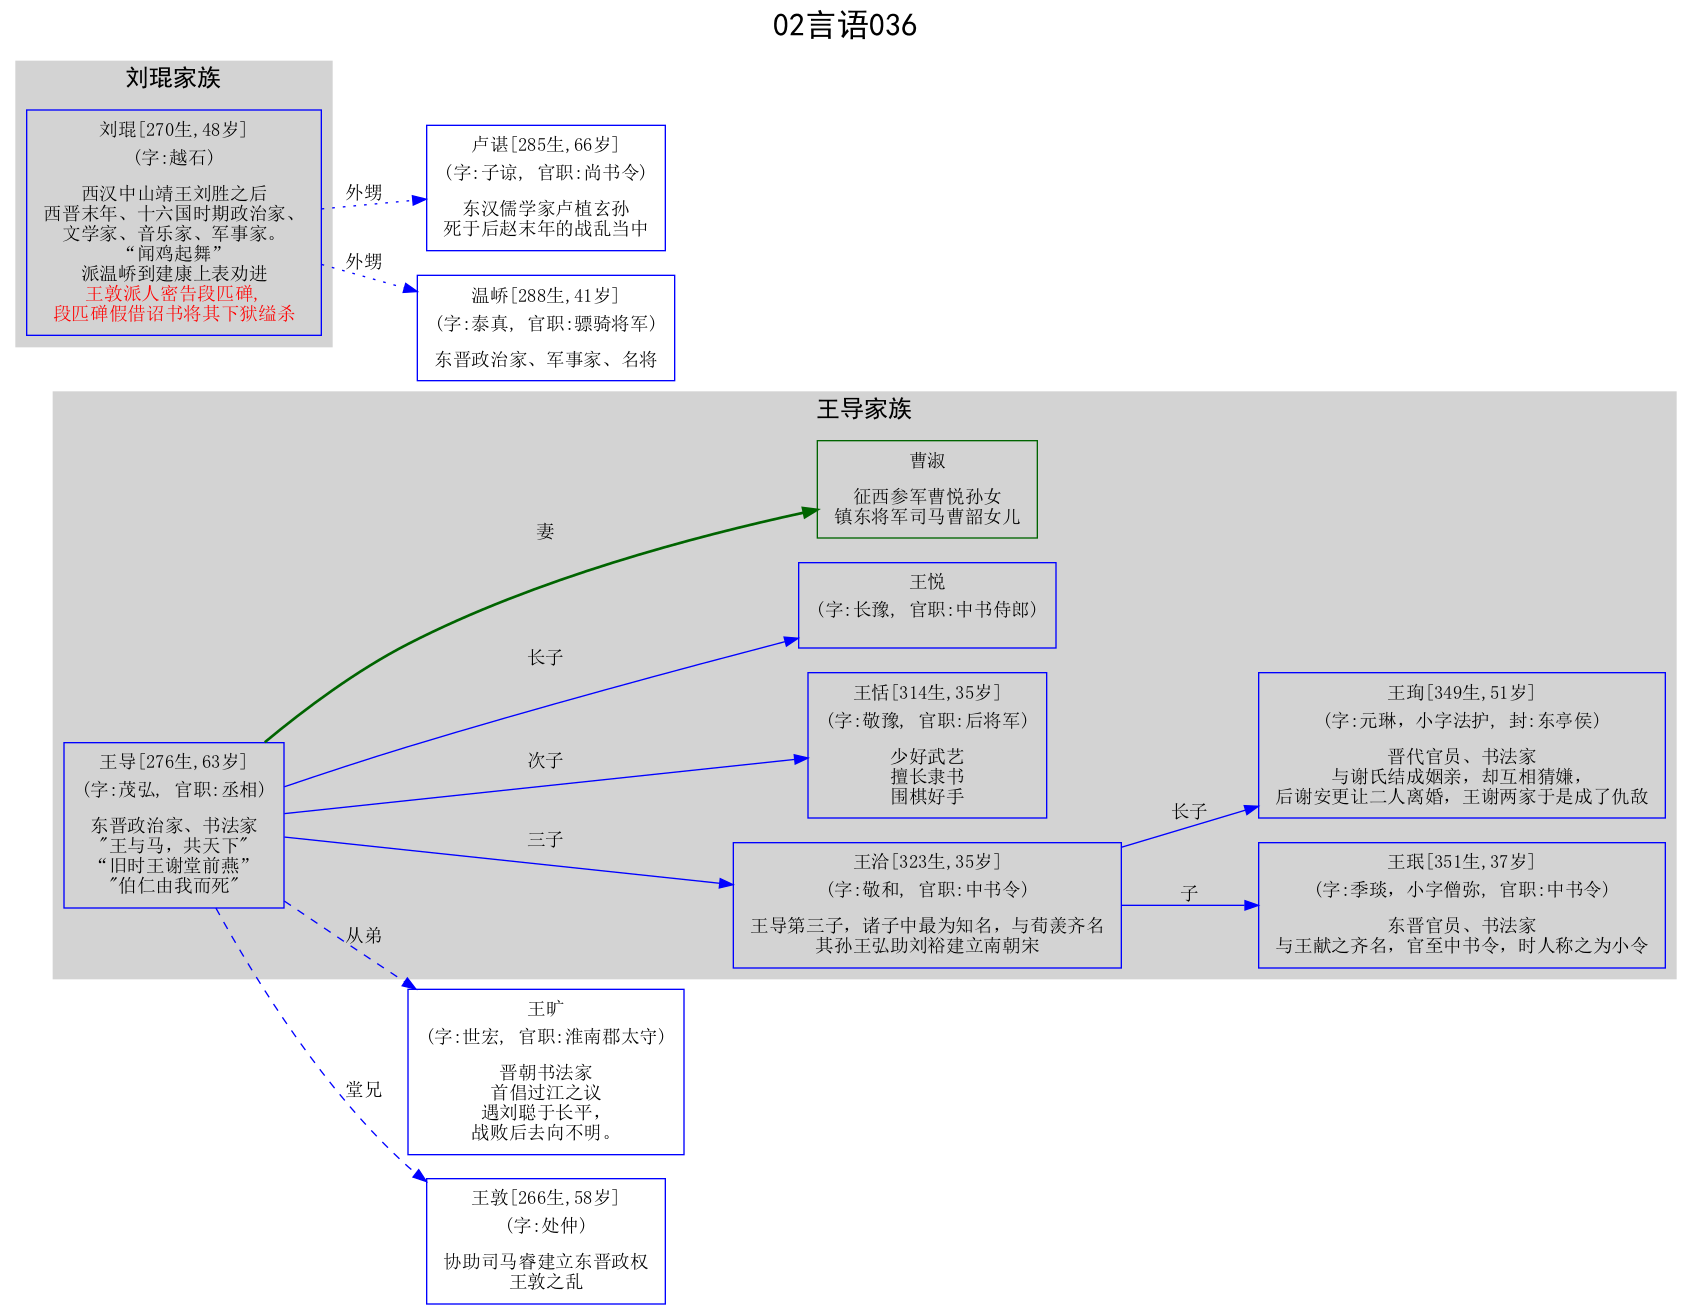 02言语036
刘琨家族
刘琨[270生,48岁]
(字:越石)
西汉中山靖王刘胜之后
西晋末年、十六国时期政治家、
文学家、音乐家、军事家。
“闻鸡起舞”
派温峤到建康上表劝进
王敦派人密告段匹磾,
段匹磾假借诏书将其下狱缢杀
外甥
卢谌[285生,66岁]
(字:子谅, 官职:尚书令)
东汉儒学家卢植玄孙
死于后赵末年的战乱当中
外甥
温峤[288生,41岁]
(字:泰真, 官职:骠骑将军)
东晋政治家、军事家、名将
王导家族
曹淑
征西参军曹悦孙女
镇东将军司马曹韶女儿
妻
王悦
(字:长豫, 官职:中书侍郎)
长子
王恬[314生,35岁]
(字:敬豫, 官职:后将军)
少好武艺
擅长隶书
围棋好手
次子
王导[276生,63岁]
(字:茂弘, 官职:丞相)
东晋政治家、书法家
"王与马，共天下"
“旧时王谢堂前燕”
"伯仁由我而死"
三子
王洽[323生,35岁]
(字:敬和, 官职:中书令)
王导第三子，诸子中最为知名，与荀羡齐名
其孙王弘助刘裕建立南朝宋
长子
王珣[349生,51岁]
(字:元琳，小字法护, 封:东亭侯)
晋代官员、书法家
与谢氏结成姻亲，却互相猜嫌，
后谢安更让二人离婚，王谢两家于是成了仇敌
子
王珉[351生,37岁]
(字:季琰，小字僧弥, 官职:中书令)
东晋官员、书法家
与王献之齐名，官至中书令，时人称之为小令
从弟
王旷
(字:世宏, 官职:淮南郡太守)
晋朝书法家
首倡过江之议
遇刘聪于长平，
战败后去向不明。
堂兄
王敦[266生,58岁]
(字:处仲)
协助司马睿建立东晋政权
王敦之乱